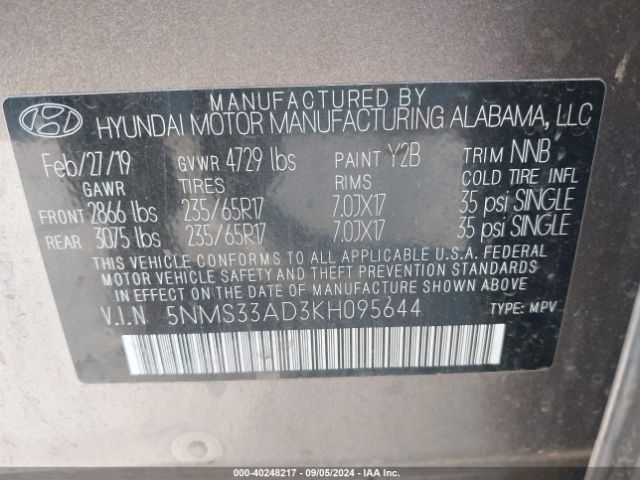 MANUFACTURED BY
HYUNDAI MOTOR MANUFACTURING ALABAMA, LLC
Feb/27/19 GVWR 4729 lbs PAINT Y2B TRIM NNB
GAWR TIRES RIMS COLD TIRE INFL
FRONT 2866 lbs 235/65R17 7.0JX17 35 psi SINGLE
REAR 3075 lbs 235/65R17 7.0JX17 35 psi SINGLE
THIS VEHICLE CONFORMS TO ALL APPLICABLE U.S.A. FEDERAL
MOTOR VEHICLE SAFETY AND THEFT PREVENTION STANDARDS
IN EFFECT ON THE DATE OF MANUFACTURE SHOWN ABOVE.
V.I.N 5NMS33AD3KH095644 TYPE: MPV
000-40248217 - 09/05/2024 - IAA Inc.